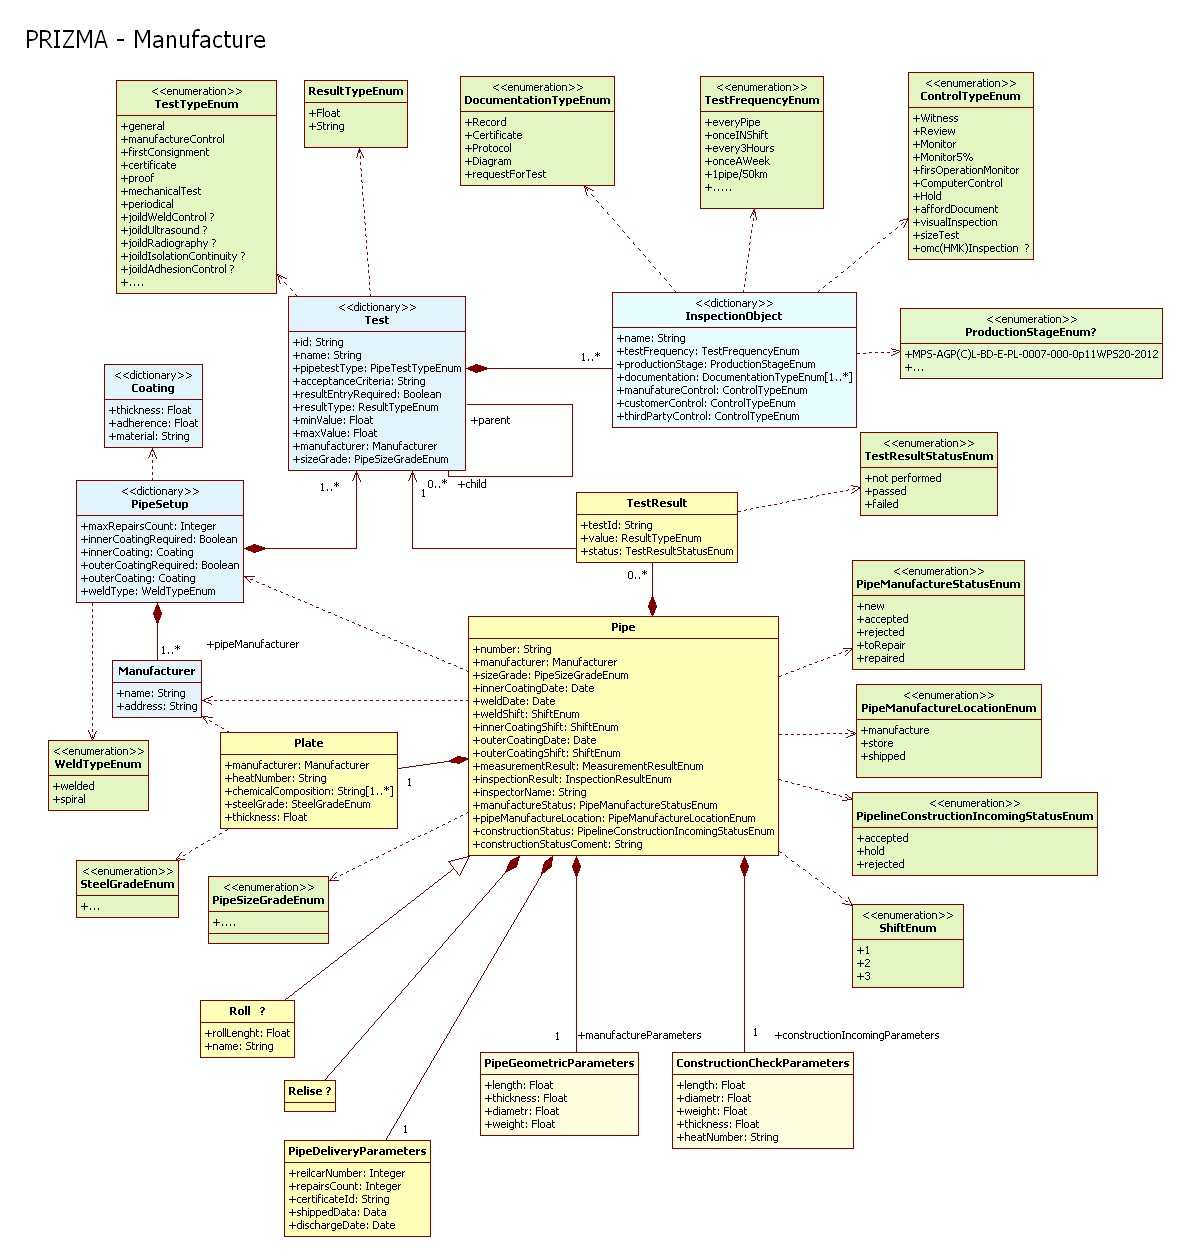 PRIZMA - Manufacture
<<enumeration>>
TestTypeEnum
+general
+manufactureControl
+firstConsignment
+certificate
+proof
+mechanicalTest
+periodical
+joildWeldControl ?
+joildUltrasound ?
+joildRadiography ?
+joildIsolationContinuity ?
+joildAdhesionControl ?
+....
ResultTypeEnum
+Float
+String
<<enumeration>>
DocumentationTypeEnum
+Record
+Certificate
+Protocol
+Diagram
+requestForTest
<<enumeration>>
TestFrequencyEnum
+everyPipe
+onceINShift
+every3Hours
+onceAWeek
+1pipe/50km
+.....
<<enumeration>>
ControlTypeEnum
+Witness
+Review
+Monitor
+Monitor5%
+firsOperationMonitor
+ComputerControl
+Hold
+affordDocument
+visualInspection
+sizeTest
+omc(HMK)Inspection ?
<<dictionary>>
Test
+id: String
+name: String
+pipetestType: PipeTestTypeEnum
+acceptanceCriteria: String
+resultEntryRequired: Boolean
+resultType: ResultTypeEnum
+minValue: Float
+maxValue: Float
+manufacturer: Manufacturer
+sizeGrade: PipeSizeGradeEnum
1..*
+parent
0..*
+child
1..*
1
<<dictionary>>
InspectionObject
+name: String
+testFrequency: TestFrequencyEnum
+productionStage: ProductionStageEnum
+documentation: DocumentationTypeEnum[1..*]
+manufatureControl: ControlTypeEnum
+customerControl: ControlTypeEnum
+thirdPartyControl: ControlTypeEnum
<<enumeration>>
ProductionStageEnum?
+MPS-AGP(C)L-BD-E-PL-0007-000-0p11WPS20-2012
+...
<<dictionary>>
Coating
+thickness: Float
+adherence: Float
+material: String
<<enumeration>>
TestResultStatusEnum
+not performed
+passed
+failed
<<dictionary>>
PipeSetup
+maxRepairsCount: Integer
+innerCoatingRequired: Boolean
+innerCoating: Coating
+outerCoatingRequired: Boolean
+outerCoating: Coating
+weldType: WeldTypeEnum
TestResult
+testId: String
+value: ResultTypeEnum
+status: TestResultStatusEnum
0..*
<<enumeration>>
PipeManufactureStatusEnum
+new
+accepted
+rejected
+toRepair
+repaired
1..*
+pipeManufacturer
Manufacturer
+name: String
+address: String
Pipe
+number: String
+manufacturer: Manufacturer
+sizeGrade: PipeSizeGradeEnum
+innerCoatingDate: Date
+weldDate: Date
+weldShift: ShiftEnum
+innerCoatingShift: ShiftEnum
+outerCoatingDate: Date
+outerCoatingShift: ShiftEnum
+measurementResult: MeasurementResultEnum
+inspectionResult: InspectionResultEnum
+inspectorName: String
+manufactureStatus: PipeManufactureStatusEnum
+pipeManufactureLocation: PipeManufactureLocationEnum
+constructionStatus: PipelineConstructionIncomingStatusEnum
+constructionStatusComent: String
<<enumeration>>
PipeManufactureLocationEnum
+manufacture
+store
+shipped
<<enumeration>>
WeldTypeEnum
+welded
+spiral
Plate
+manufacturer: Manufacturer
+heatNumber: String
+chemicalComposition: String[1..*]
+steelGrade: SteelGradeEnum
+thickness: Float
1
<<enumeration>>
PipelineConstructionIncomingStatusEnum
+accepted
+hold
+rejected
<<enumeration>>
SteelGradeEnum
+...
<<enumeration>>
PipeSizeGradeEnum
+....
<<enumeration>>
ShiftEnum
+1
+2
+3
Roll ?
+rollLenght: Float
+name: String
1
+manufactureParameters
1
+constructionIncomingParameters
Relise ?
PipeGeometricParameters
+length: Float
+thickness: Float
+diametr: Float
+weight: Float
ConstructionCheckParameters
+length: Float
+diametr: Float
+weight: Float
+thickness: Float
+heatNumber: String
1
PipeDeliveryParameters
+reilcarNumber: Integer
+repairsCount: Integer
+certificateId: String
+shippedData: Data
+dischargeDate: Date